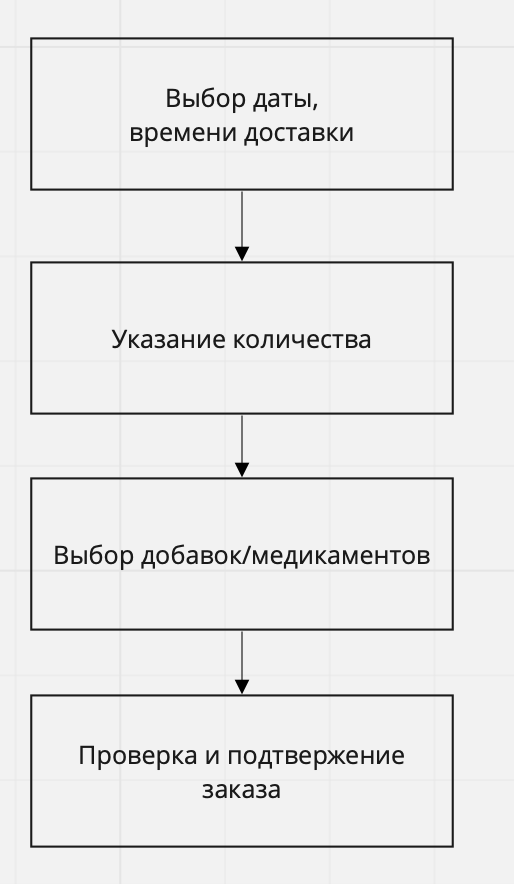 Выбор даты,
времени доставки
Указание количества
Выбор добавок/медикаментов
Проверка и подтвержение
заказа